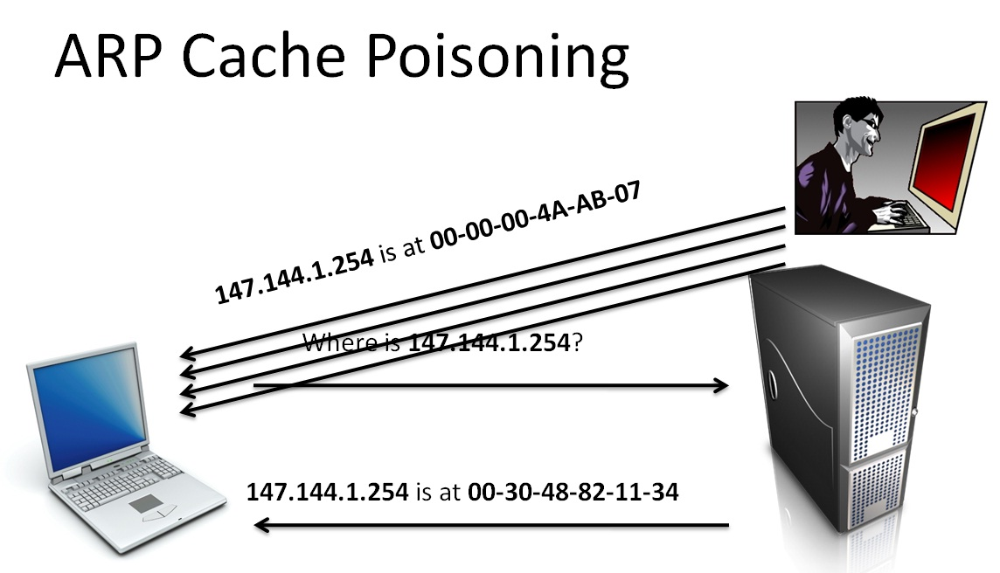 ARP Cache Poisoning
147.144.1.254 is at 00-00-00-4A-AB-07
Where is 147.144.1.254?
147.144.1.254 is at 00-30-48-82-11-34